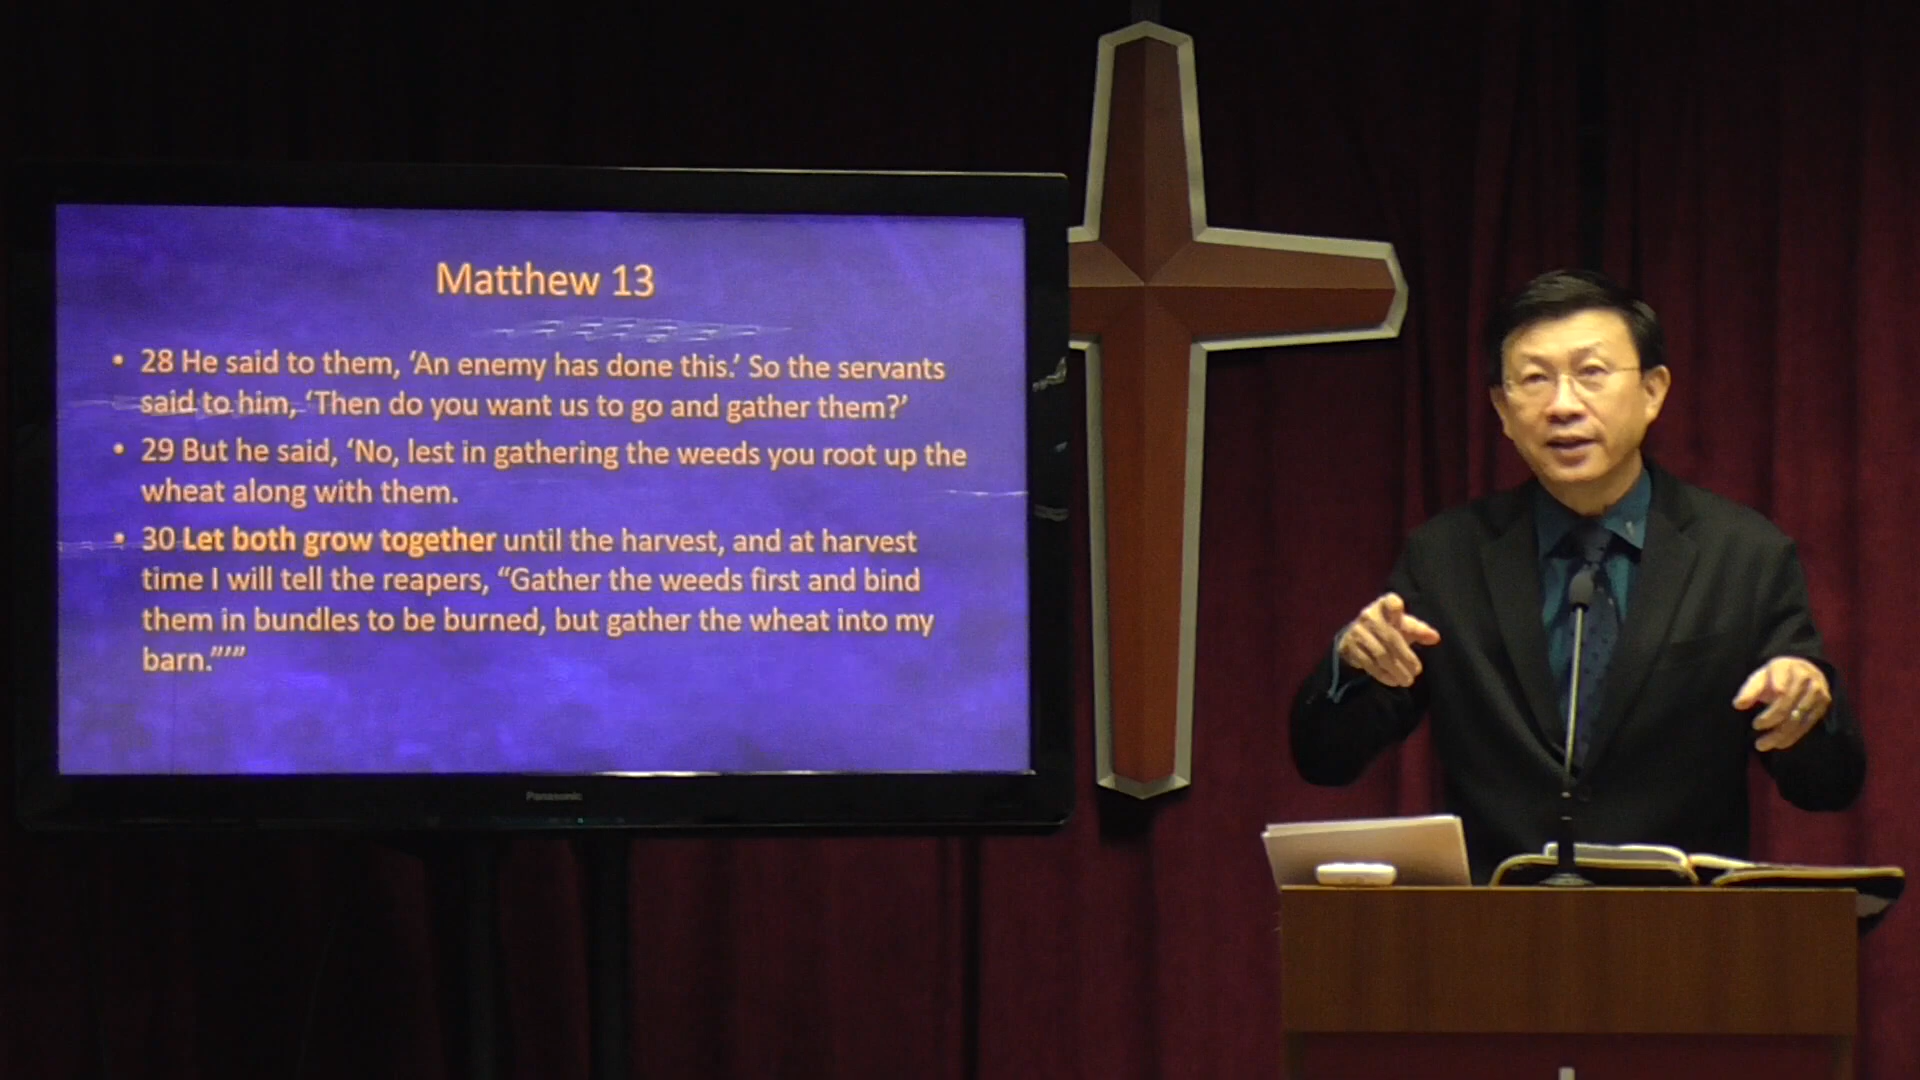 Matthew 13
• 28 He said to them, ‘An enemy has done this.’ So the servants
said to him, ‘Then do you want us to go and gather them?’
• 29 But he said, ‘No, lest in gathering the weeds you root up the
wheat along with them.
• 30 Let both grow together until the harvest, and at harvest
time I will tell the reapers, “Gather the weeds first and bind
them in bundles to be burned, but gather the wheat into my
barn.”’”
Panasonic